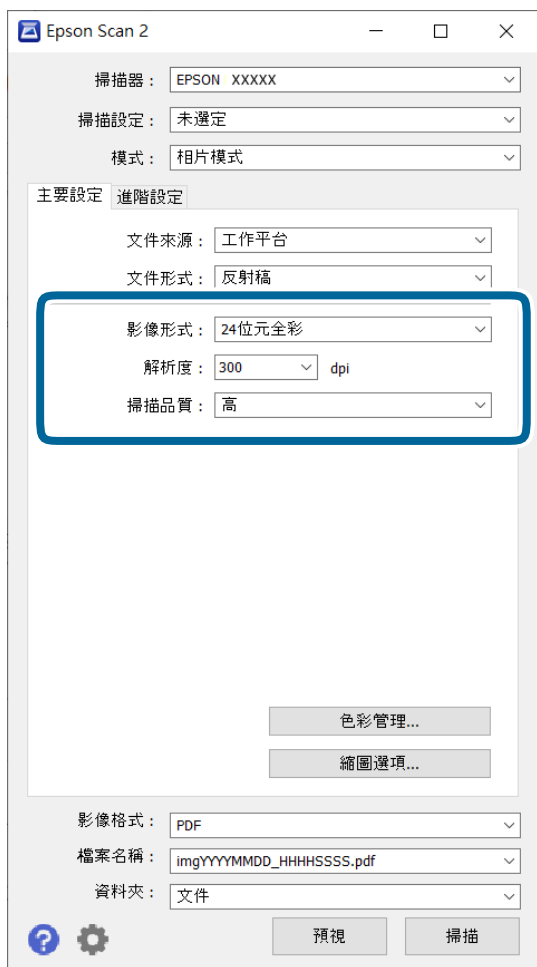 Epson Scan 2
掃描器： EPSON XXXXX
掃描設定： 未選定
模式： 相片模式
主要設定 進階設定
文件來源： 工作平台
文件形式： 反射稿
影像形式： 24位元全彩
解析度： 300 dpi
掃描品質： 高
色彩管理...
縮圖選項...
影像格式： PDF
檔案名稱： imgYYYYMMDD_HHHHSSSS.pdf
資料夾： 文件
? 預視 掃描